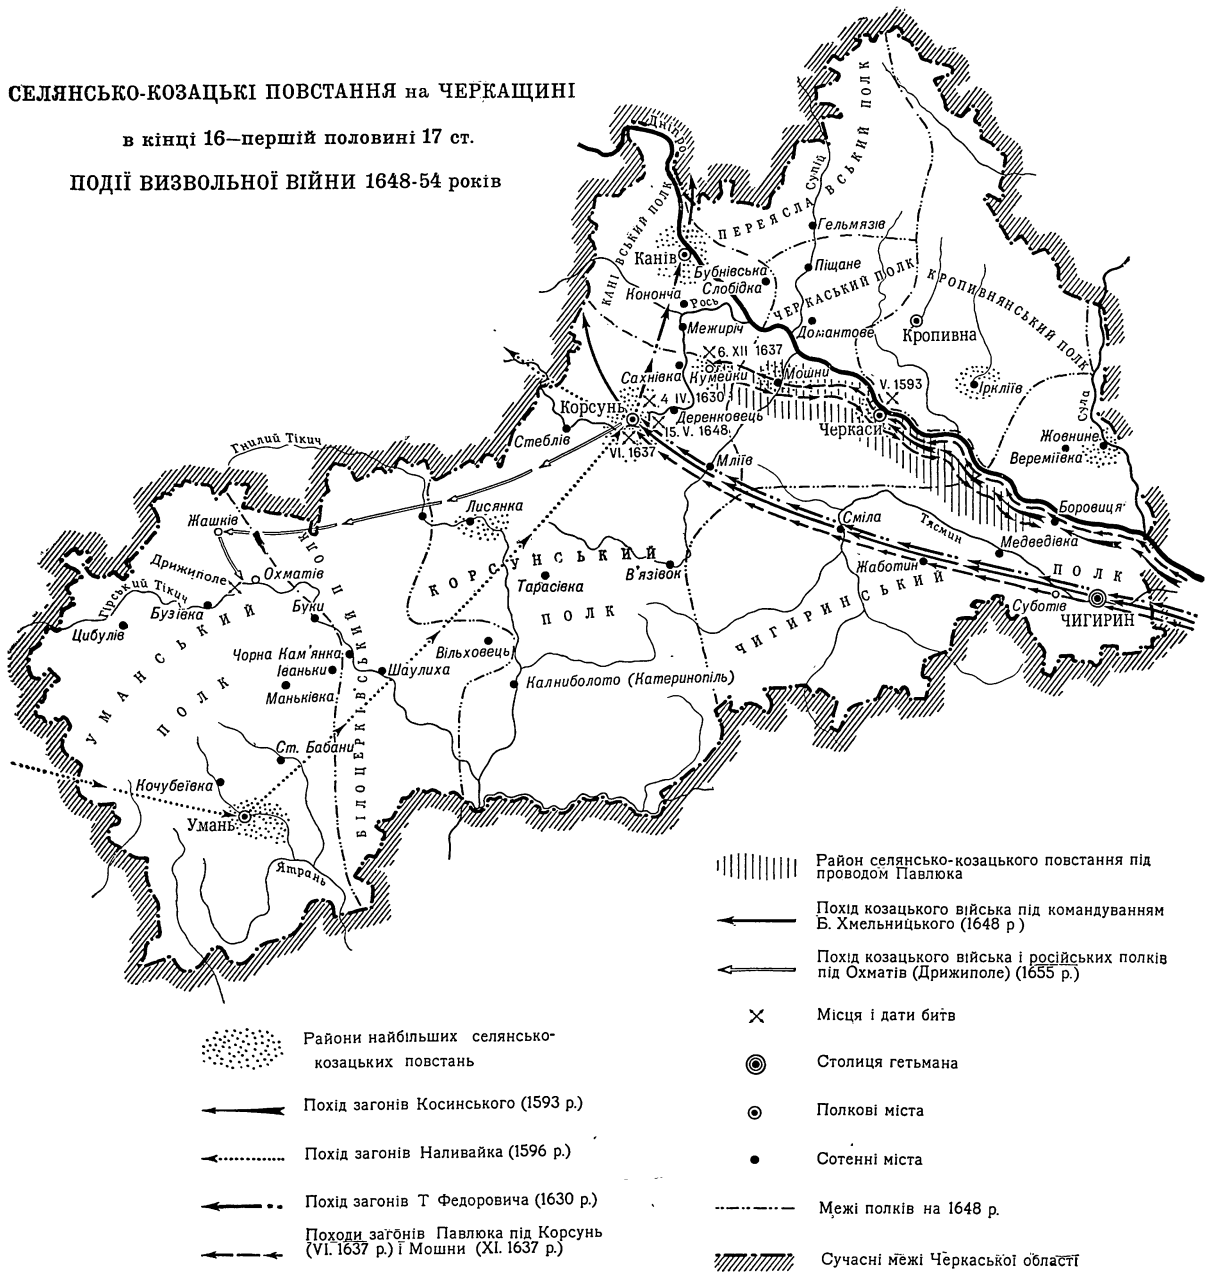 СЕЛЯНСЬКО-КОЗАЦЬКІ ПОВСТАННЯ на ЧЕРКАЩИНІ
в кінці 16—першій половині 17 ст.
ПОДІЇ ВИЗВОЛЬНОЇ ВІЙНИ 1648-54 років
Дніпро
ПЕРЕЯСЛАВСЬКИЙ ПОЛК
Супій
КАНІВСЬКИЙ ПОЛК
Гельмязів
Канів
Бубнівська
Слобідка
Піщане
ЧЕРКАСЬКИЙ ПОЛК
КРОПИВНЯНСЬКИЙ ПОЛК
Кононча
Рось
Межиріч
Домантове
Кропивна
6. XII 1637
Сахнівка
Кумейки
Мошни
V. 1593
Іркліїв
Сула
Корсунь
4 IV. 1630
Деренковець
15. V. 1648
Черкаси
Стеблів
VI. 1637
Жовнине
Веремїївка
Гнилий Тікич
Мліїв
Лисянка
Боровиця
Жашків
Сміла
Тясмин
Медведівка
Дрижиполе
Охматів
КОРСУНСЬКИЙ
ПОЛК
В'язівок
Жаботин
ПОЛК
Гірський Тікич
Бузівка
Тарасівка
Суботів
ЧИГИРИН
Цибулів
Буки
ЧИГИРИНСЬКИЙ
УМАНСЬКИЙ
ПОЛК
Чорна Кам'янка
Іваньки
Маньківка
Шаулиха
Вільховець
Калниболото (Катеринопіль)
БІЛОЦЕРКІВСЬКИЙ ПОЛК
Ст. Бабани
Кочубеївка
Умань
Ятрань
Район селянсько-козацького повстання під
проводом Павлюка
Похід козацького війська під командуванням
Б. Хмельницького (1648 р )
Похід козацького війська і російських полків
під Охматів (Дрижиполе) (1655 р.)
Місця і дати битв
Столиця гетьмана
Полкові міста
Сотенні міста
Межі полків на 1648 р.
Сучасні межі Черкаської області
Райони найбільших селянсько-
козацьких повстань
Похід загонів Косинського (1593 р.)
Похід загонів Наливайка (1596 р.)
Похід загонів Т Федоровича (1630 р.)
Походи загонів Павлюка під Корсунь
(VI. 1637 р.) і Мошни (XI. 1637 р.)